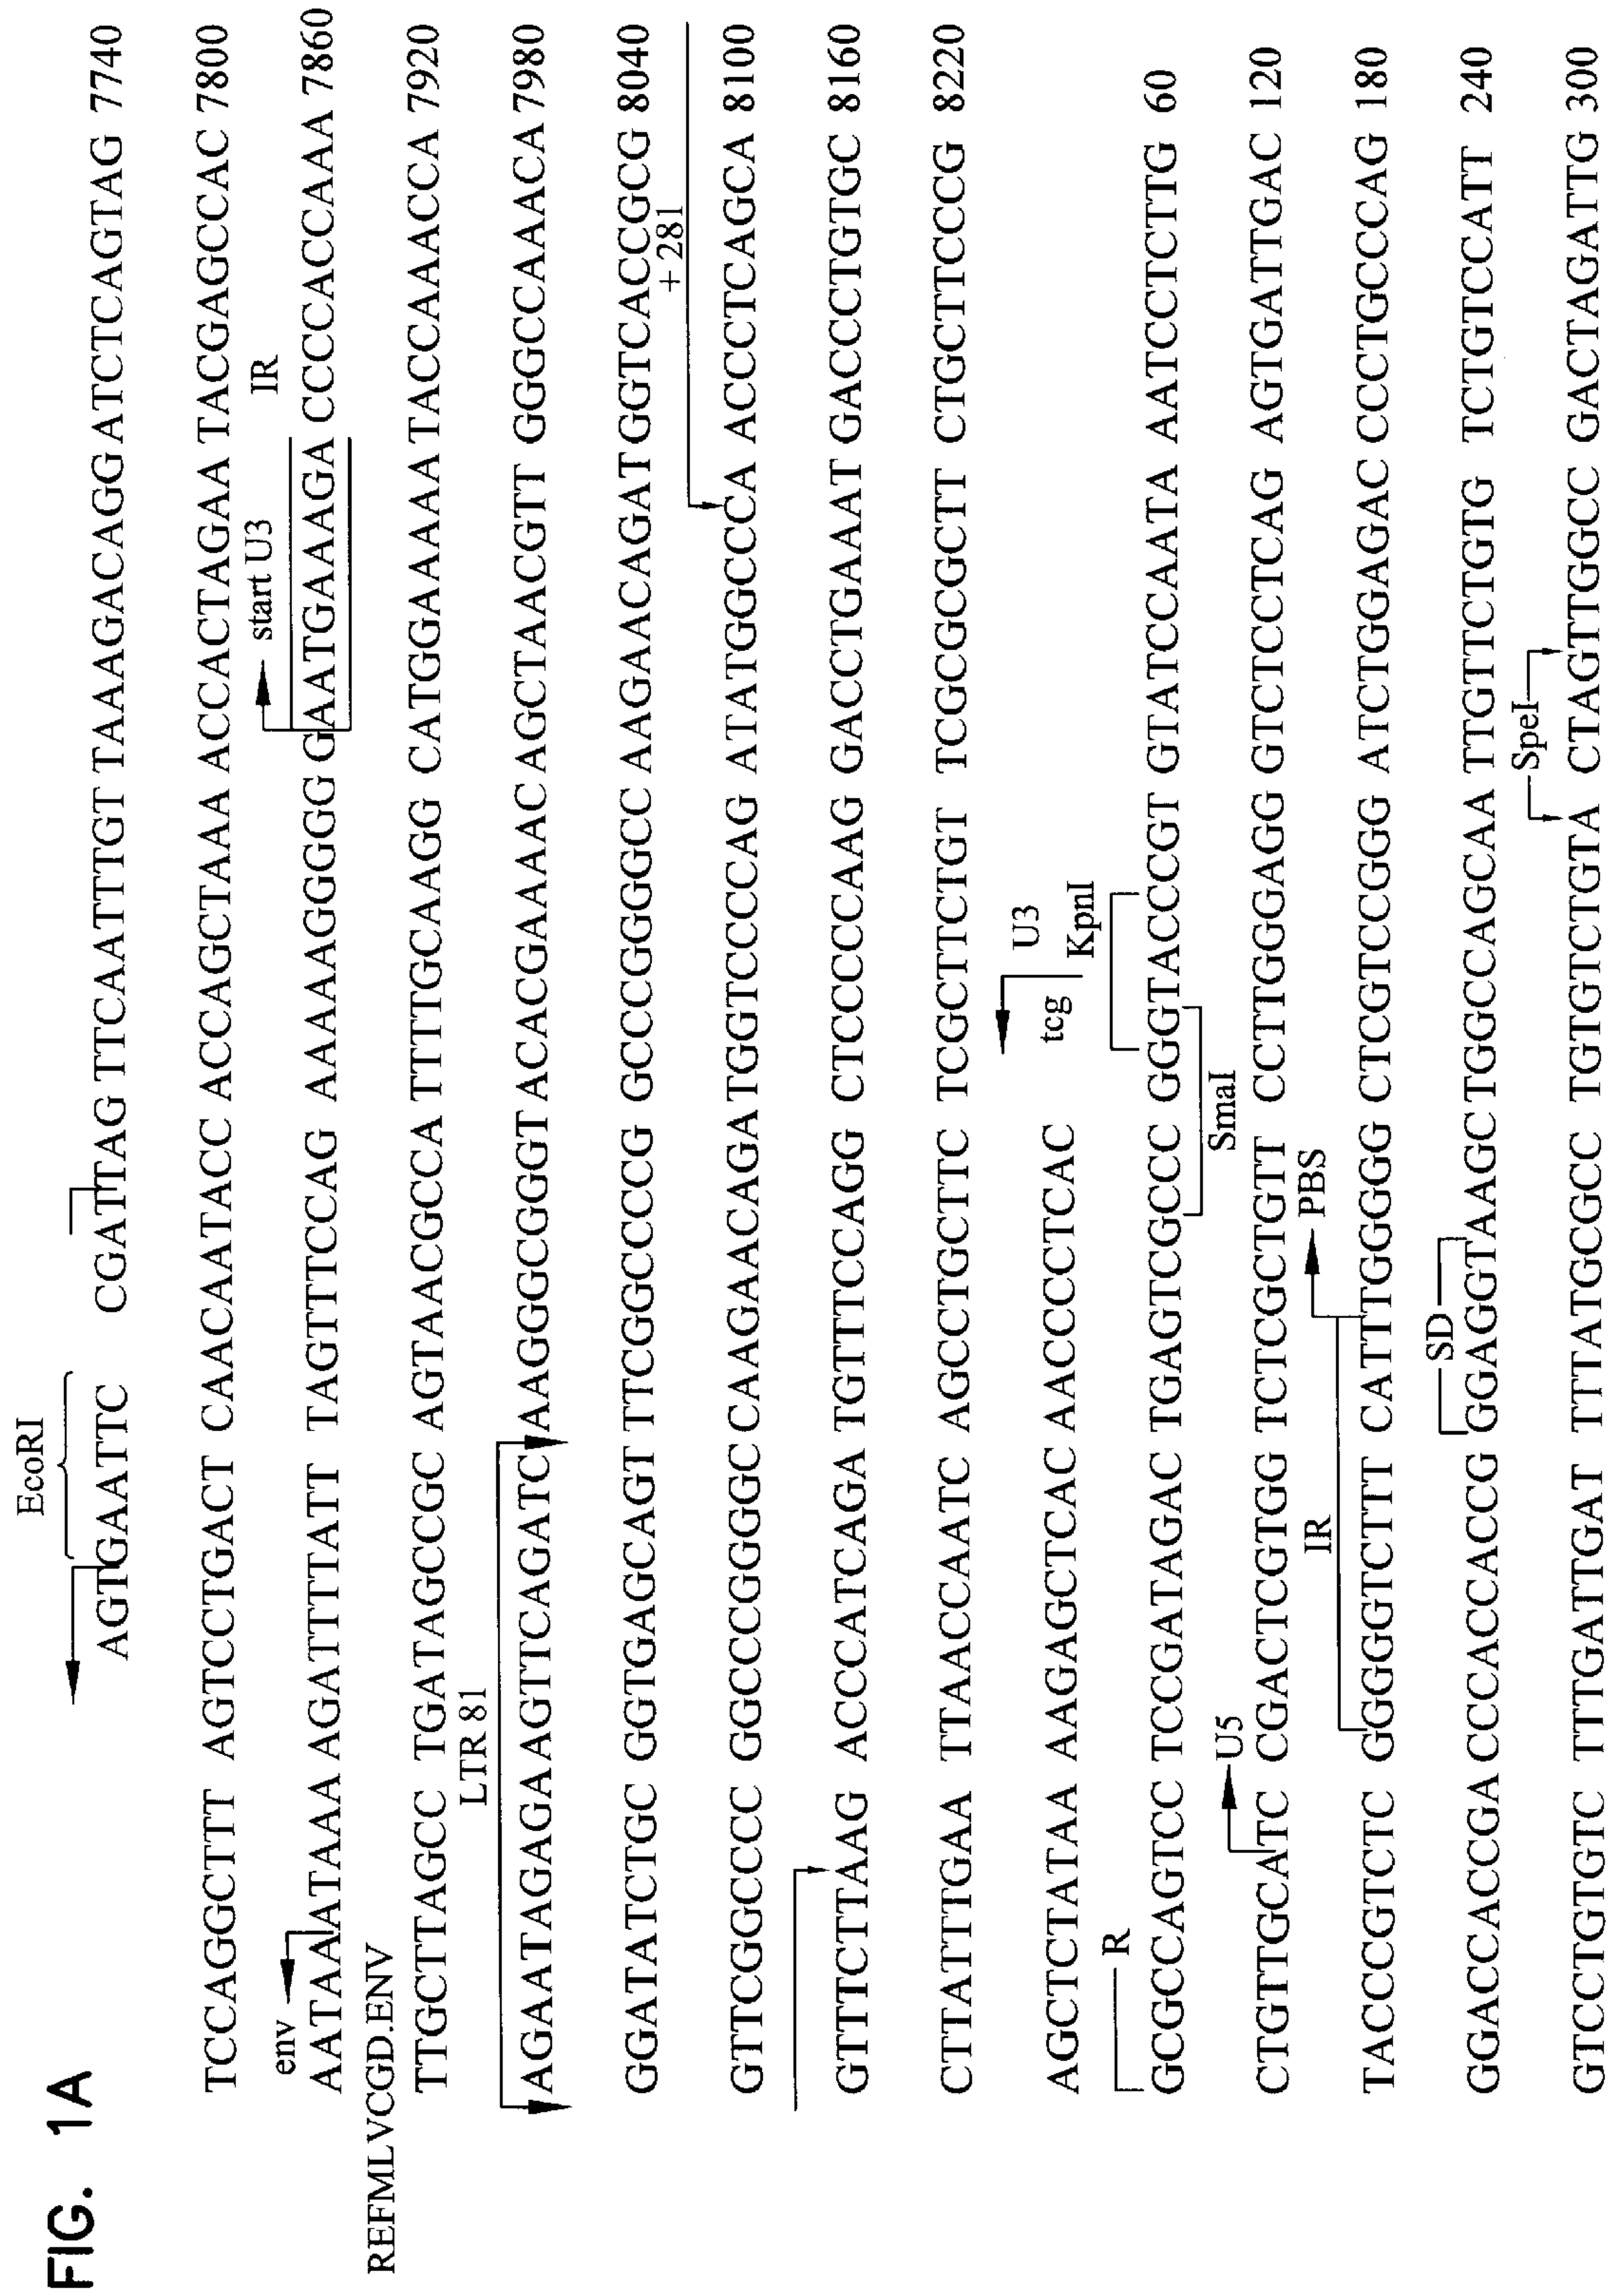 FIG. 1A
EcoRI
AGTGAATTC CGATTAG TTCAATTTGT TAAAGACAGG ATCTCAGTAG 7740
TCCAGGCTTT AGTCCTGACT CAACAATACC ACCAGCTAAA ACCACTAGAA TACGAGCCAC 7800
env start U3 IR
AATAAATAAA AGATTTTATT TAGTTTCCAG AAAAAGGGGG GAATGAAAGA CCCCACCAAA 7860
REFMLVCGD.ENV
TTGCTTAGCC TGATAGCCGC AGTAACGCCA TTTTGCAAGG CATGGAAAAA TACCAAACCA 7920
LTR 81
AGAATAGAGAAGTTCAGATC AAGGGCGGGT ACACGAAAAC AGCTAACGTT GGGCCAAACA 7980
GGATATCTGC GGTGAGCAGT TTCGGCCCCG GCCCGGGGCC AAGAACAGAT GGTCACCGCG 8040
+ 281
GTTCGGCCCC GGCCCGGGGC CAAGAACAGA TGGTCCCCAG ATATGGCCCA ACCCTCAGCA 8100
GTTTCTTAAG ACCCATCAGA TGTTTCCAGG CTCCCCCAAG GACCTGAAAT GACCCTGTGC 8160
CTTATTTGAA TTAACCAATC AGCCTGCTTC TCGCTTCTGT TCGCGCGCTT CTGCTTCCCG 8220
U3
AGCTCTATAA AAGAGCTCAC AACCCCTCAC tcg
R KpnI
GCGCCAGTCC TCCGATAGAC TGAGTCGCCC GGGTACCCGT GTATCCAATA AATCCTCTTG 60
SmaI
U5
CTGTTGCATC CGACTCGTGG TCTCGCTGTT CCTTGGGAGG GTCTCCTCAG AGTGATTGAC 120
IR PBS
TACCCGTCTC GGGGGTCTTT CATTTGGGGG CTCGTCCGGG ATCTGGAGAC CCCTGCCCAG 180
SD
GGACCACCGA CCCACCACCG GGAGGTAAGC TGGCCAGCAA TTGTTCTGTG TCTGTCCATT 240
SpeI
GTCCTGTGTC TTTGATTGAT TTTATGCGCC TGTGTCTGTA CTAGTTGGCC GACTAGATTG 300